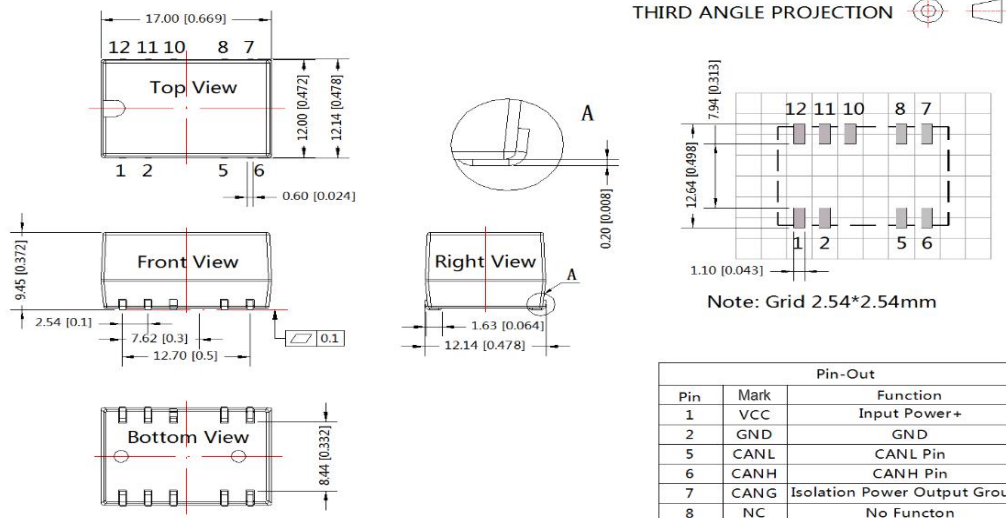 17.00 [0.669]
THIRD ANGLE PROJECTION
12 11 10 8 7
Top View
12.00 [0.472]
12.14 [0.478]
1 2 5 6
0.60 [0.024]
A
0.20 [0.008]
7.94 [0.313]
12 11 10 8 7
12.64 [0.498]
1 2 5 6
1.10 [0.043]
Note: Grid 2.54*2.54mm
9.45 [0.372]
Front View
2.54 [0.1]
7.62 [0.3]
12.70 [0.5]
0.1
Right View
A
1.63 [0.064]
12.14 [0.478]
Bottom View
8.44 [0.332]
Pin-Out
Pin Mark Function
1 VCC Input Power+
2 GND GND
5 CANL CANL Pin
6 CANH CANH Pin
7 CANG Isolation Power Output Grou
8 NC No Functon